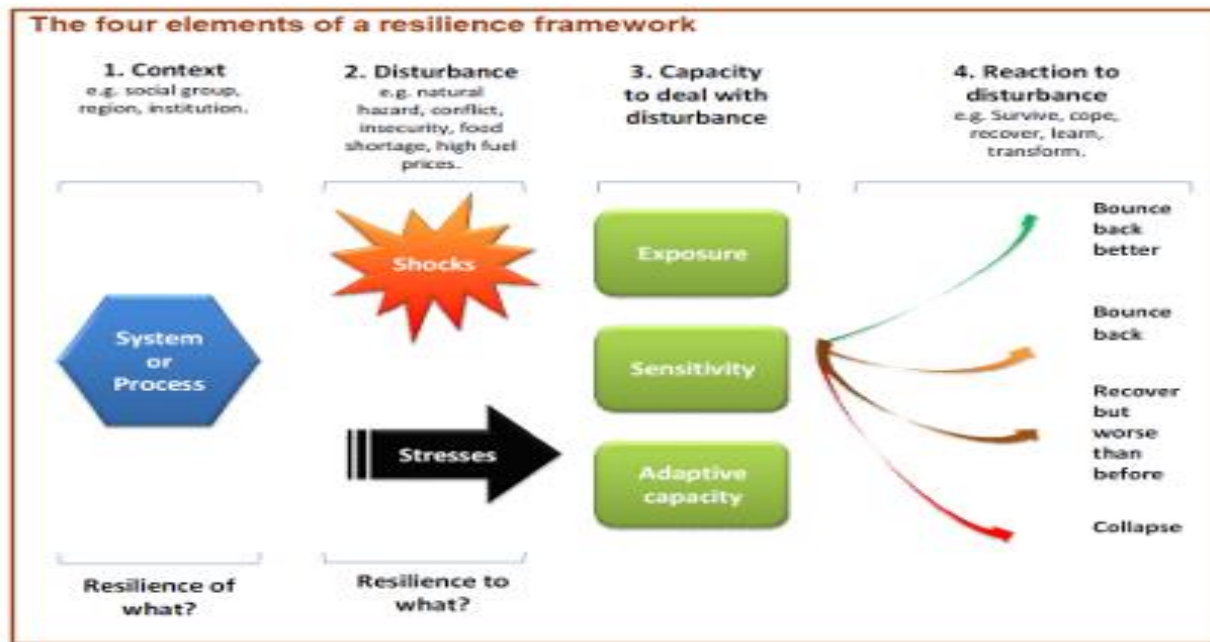 The four elements of a resilience framework
1. Context
e.g. social group,
region, institution.
2. Disturbance
e.g. natural
hazard, conflict,
insecurity, food
shortage, high fuel
prices.
3. Capacity
to deal with
disturbance
4. Reaction to
disturbance
e.g. Survive, cope,
recover, learn,
transform.
System
or
Process
Shocks
Stresses
Exposure
Sensitivity
Adaptive
capacity
Bounce
back
better
Bounce
back
Recover
but
worse
than
before
Collapse
Resilience of
what?
Resilience to
what?